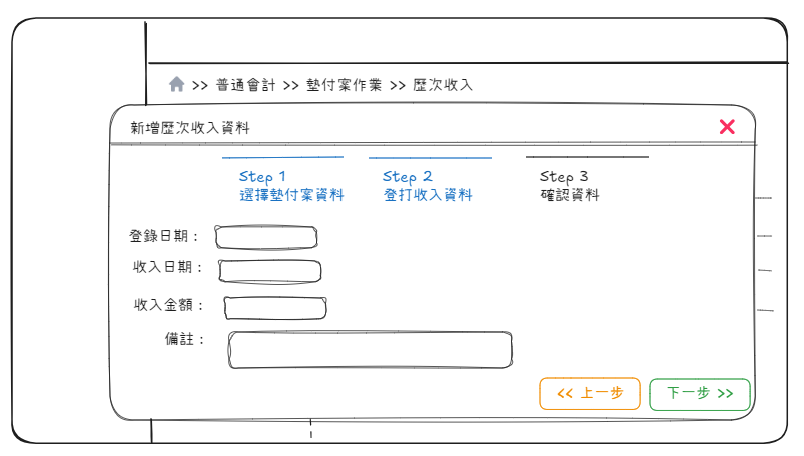 >> 普通會計 >> 墊付案作業 >> 歷次收入
新增歷次收入資料
Step 1
選擇墊付案資料
Step 2
登打收入資料
Step 3
確認資料
登錄日期：
收入日期：
收入金額：
備註：
<< 上一步
下一步 >>